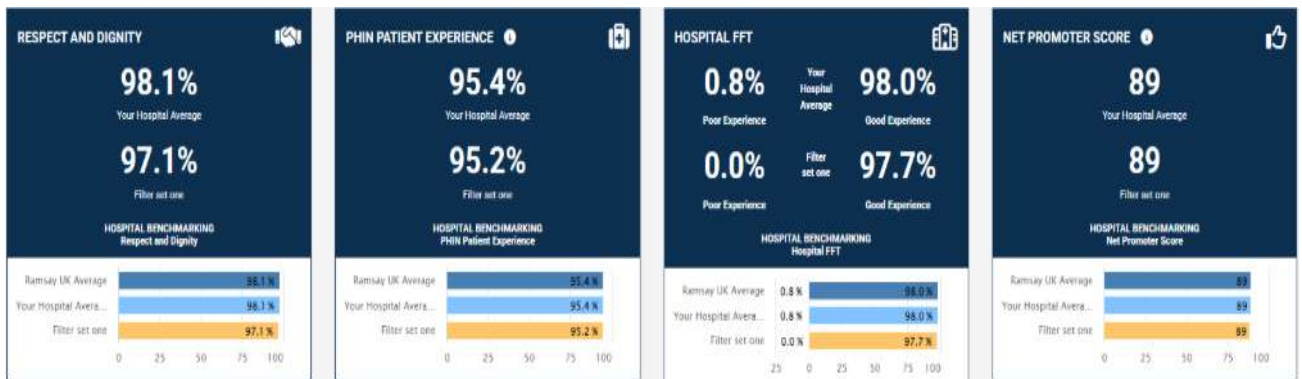 RESPECT AND DIGNITY
98.1%
Your Hospital Average
97.1%
Filter set one
HOSPITAL BENCHMARKING
Respect and Dignity
Ramsay UK Average 98.1 %
Your Hospital Avera... 98.1 %
Filter set one 97.1 %
0 25 50 75 100
PHIN PATIENT EXPERIENCE i
95.4%
Your Hospital Average
95.2%
Filter set one
HOSPITAL BENCHMARKING
PHIN Patient Experience
Ramsay UK Average 95.4 %
Your Hospital Avera... 95.4 %
Filter set one 95.2 %
0 25 50 75 100
HOSPITAL FFT
0.8% Your Hospital Average 98.0%
Poor Experience Good Experience
0.0% Filter set one 97.7%
Poor Experience Good Experience
HOSPITAL BENCHMARKING
Hospital FFT
Ramsay UK Average 0.8 % 98.0 %
Your Hospital Avera... 0.8 % 98.0 %
Filter set one 0.0 % 97.7 %
25 0 25 50 75 100
NET PROMOTER SCORE i
89
Your Hospital Average
89
Filter set one
HOSPITAL BENCHMARKING
Net Promoter Score
Ramsay UK Average 89
Your Hospital Avera... 89
Filter set one 89
0 25 50 75 100